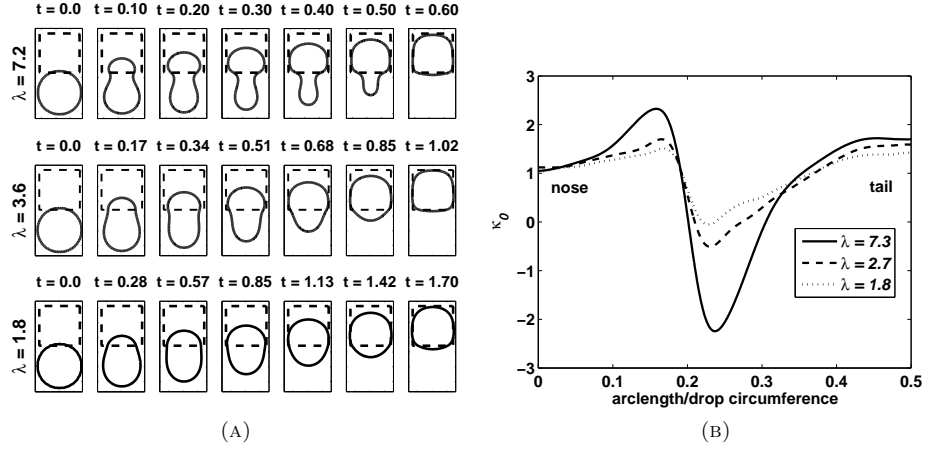 t = 0.0 t = 0.10 t = 0.20 t = 0.30 t = 0.40 t = 0.50 t = 0.60
λ = 7.2
t = 0.0 t = 0.17 t = 0.34 t = 0.51 t = 0.68 t = 0.85 t = 1.02
λ = 3.6
t = 0.0 t = 0.28 t = 0.57 t = 0.85 t = 1.13 t = 1.42 t = 1.70
λ = 1.8
(A)
3
2
1
0
−1
−2
−3
κ0
nose
tail
λ = 7.3
λ = 2.7
λ = 1.8
0 0.1 0.2 0.3 0.4 0.5
arclength/drop circumference
(B)